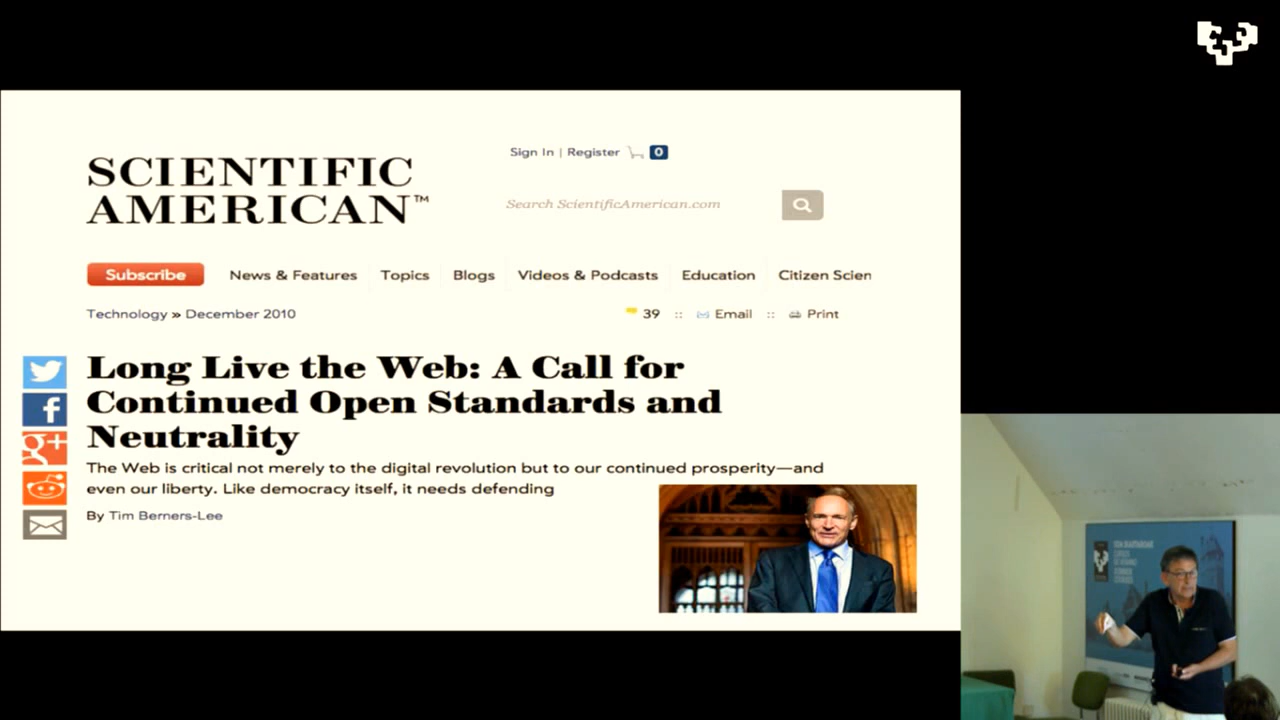 Sign In | Register 0
SCIENTIFIC
AMERICAN™
Search ScientificAmerican.com
Subscribe News & Features Topics Blogs Videos & Podcasts Education Citizen Scien
Technology » December 2010 39 :: Email :: Print
Long Live the Web: A Call for
Continued Open Standards and
Neutrality
The Web is critical not merely to the digital revolution but to our continued prosperity—and
even our liberty. Like democracy itself, it needs defending
By Tim Berners-Lee
f
g+